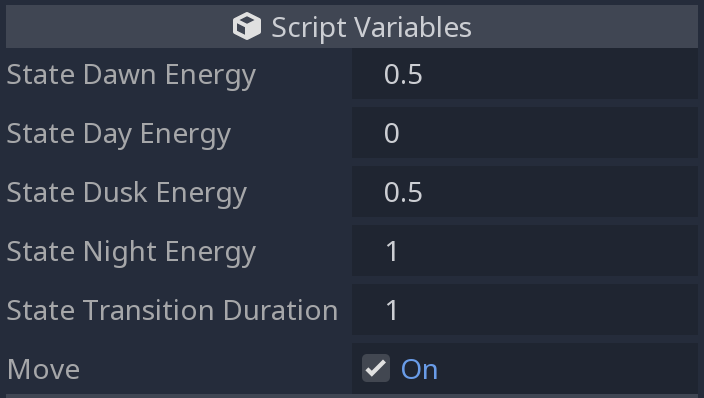 Script Variables
State Dawn Energy 0.5
State Day Energy 0
State Dusk Energy 0.5
State Night Energy 1
State Transition Duration 1
Move On